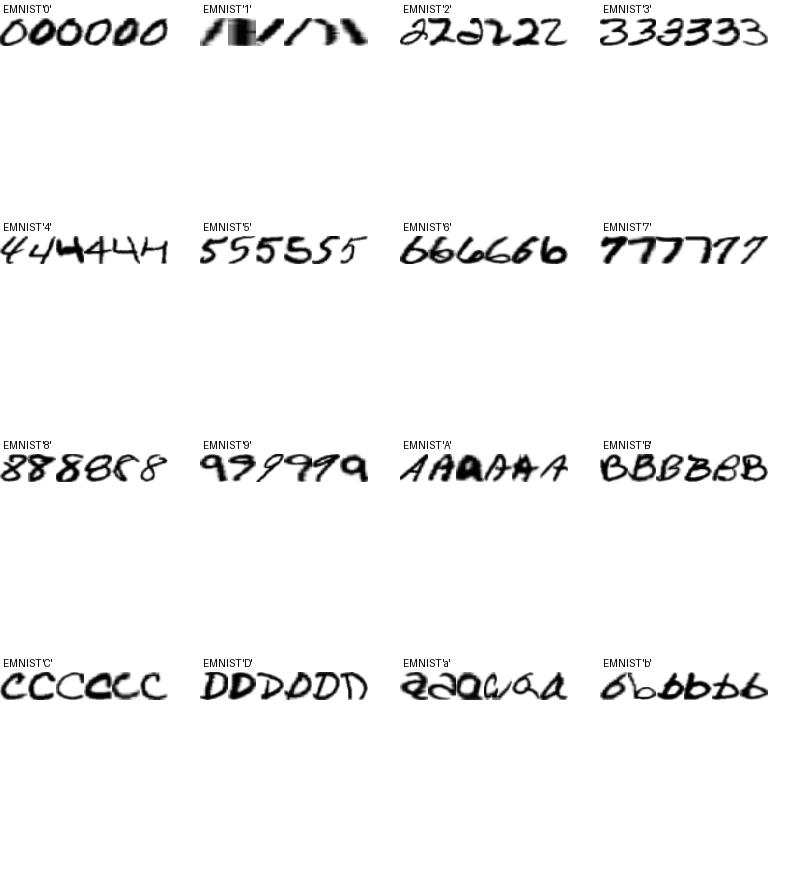 EMNIST'0' EMNIST'1' EMNIST'2' EMNIST'3'
000000 222222 333333
EMNIST'4' EMNIST'5' EMNIST'6' EMNIST'7'
444444 555555 666666 777777
EMNIST'8' EMNIST'9' EMNIST'A' EMNIST'B'
888888 999999 AAAAAA BBBBBB
EMNIST'C' EMNIST'D' EMNIST'a' EMNIST'b'
CCCCCC DDDDDD aaaaaa bbbbbb